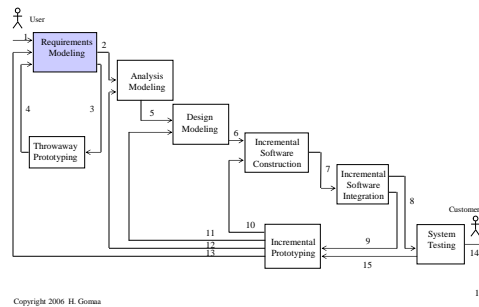 User
1
Requirements
Modeling
2
Analysis
Modeling
4
3
5
Design
Modeling
Throwaway
Prototyping
6
Incremental
Software
Construction
7
Incremental
Software
Integration
8
Customer
10
11
12
13
Incremental
Prototyping
9
15
System
Testing
14
Copyright 2006 H. Gomaa
1